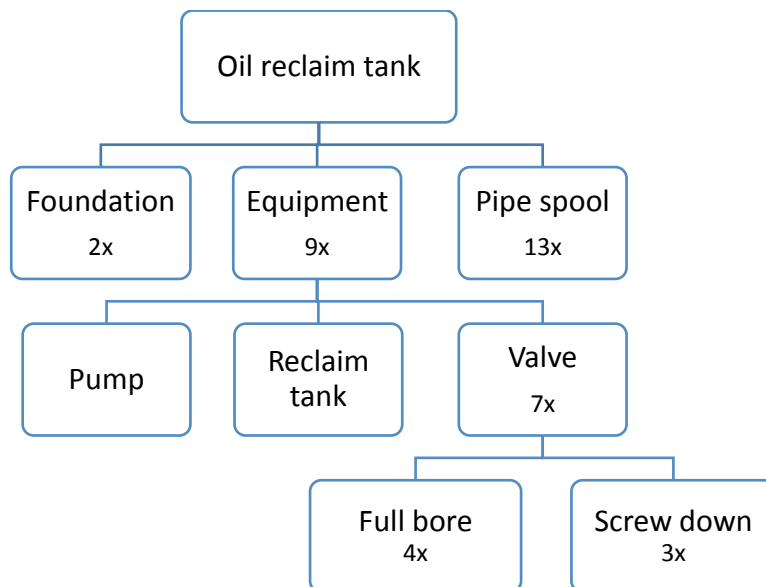 Oil reclaim tank
Foundation
2x
Equipment
9x
Pipe spool
13x
Pump
Reclaim
tank
Valve
7x
Full bore
4x
Screw down
3x